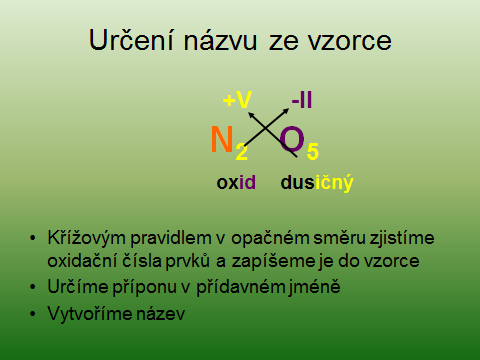 Určení názvu ze vzorce
+V -II
N2 O5
oxid dusičný
• Křížovým pravidlem v opačném směru zjistíme
oxidační čísla prvků a zapíšeme je do vzorce
• Určíme příponu v přídavném jméně
• Vytvoříme název